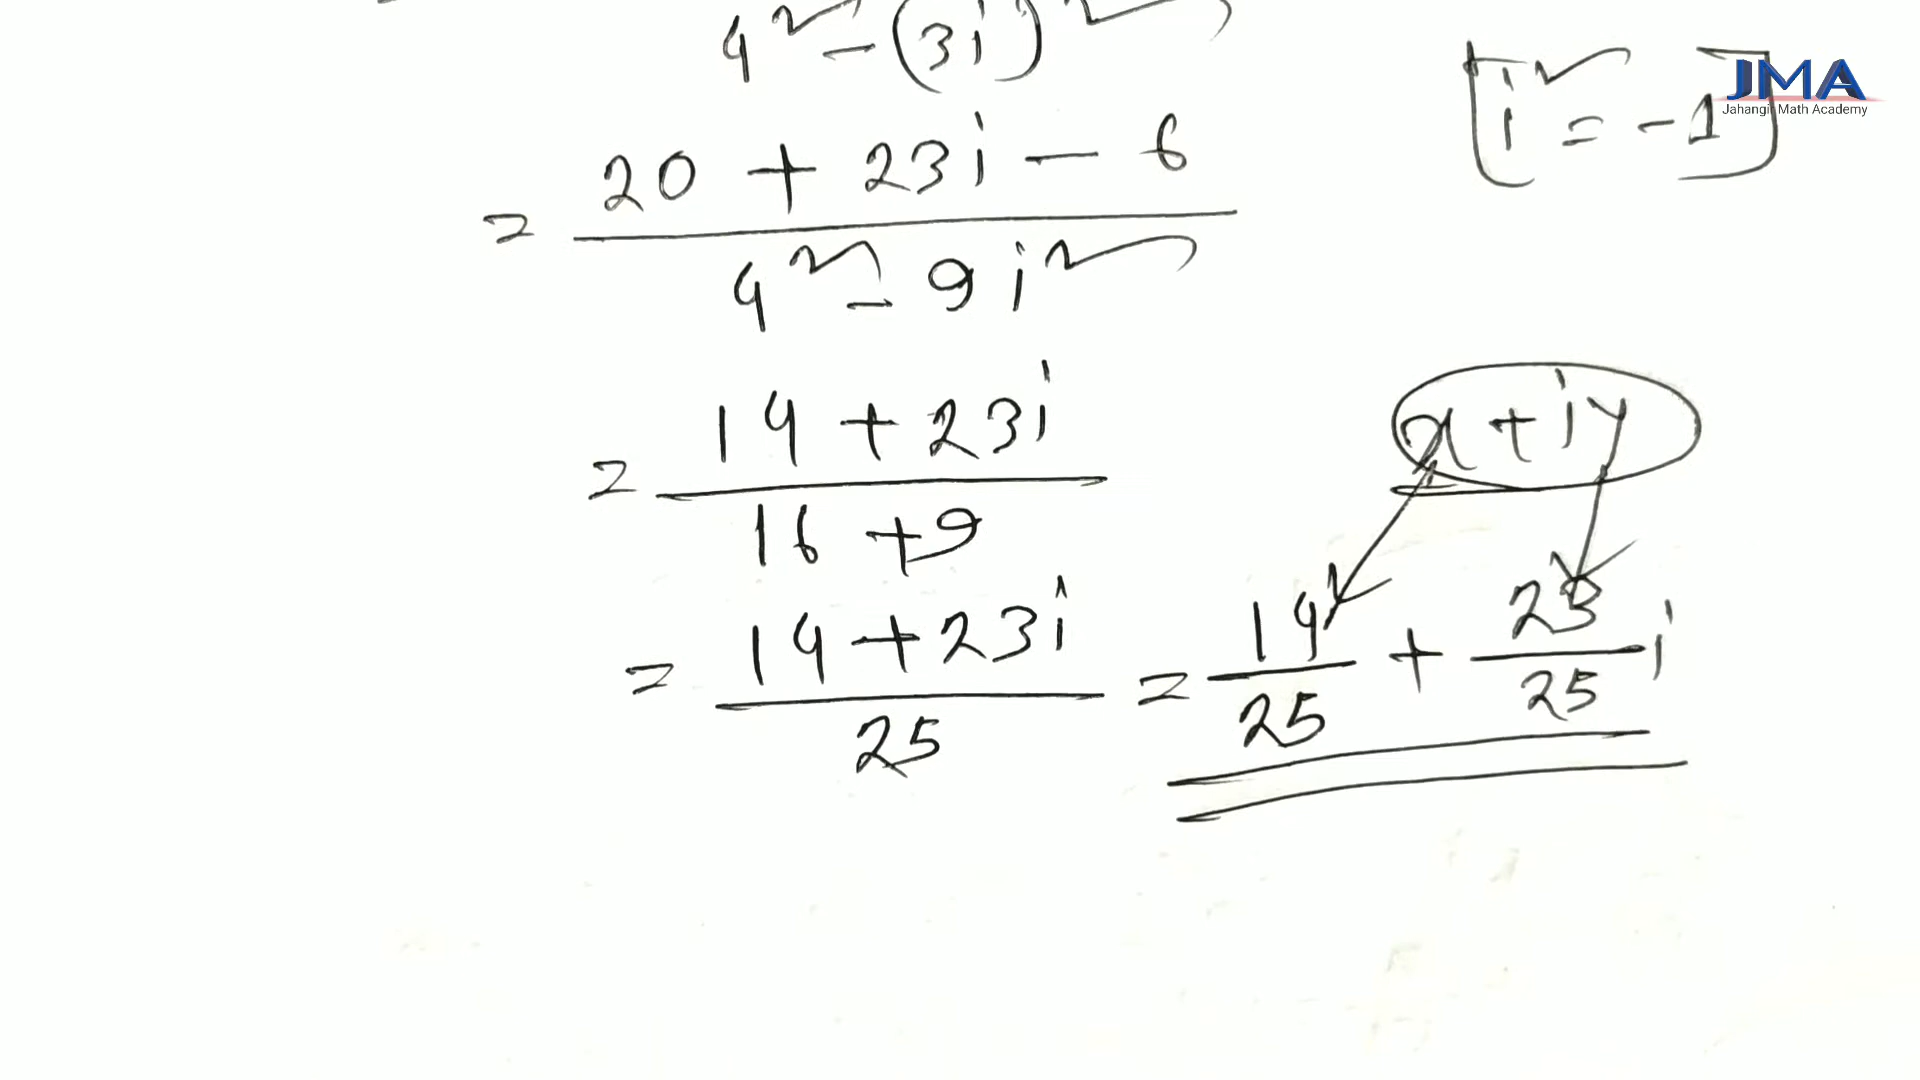 4² - (3i)²
[i² = -1]
JMA
Jahangir Math Academy
= 20 + 23i - 6
4² - 9i²
= 14 + 23i
16 + 9
x + iy
= 14 + 23i
25
= 14/25 + 23/25 i